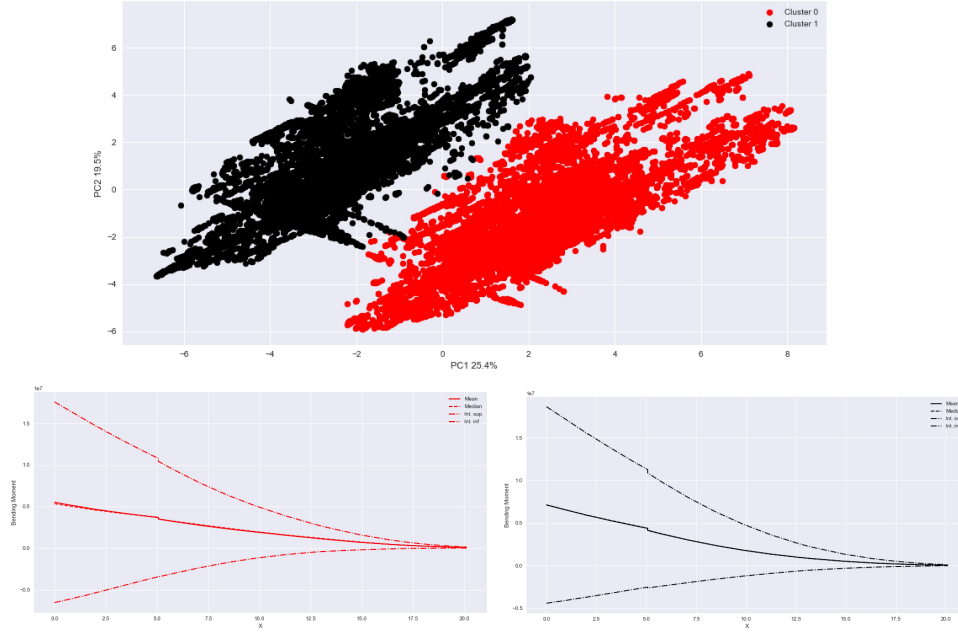 Cluster 0
Cluster 1
6
4
2
0
−2
−4
−6
PC2 19.5%
−6
−4
−2
0
2
4
6
8
PC1 25.4%
1e7
Mean
Median
Int. sup
Int. inf
1.5
1.0
0.5
0.0
−0.5
Bending Moment
0.0
2.5
5.0
7.5
10.0
12.5
15.0
17.5
20.0
X
1e7
Mean
Media
Int. s
Int. in
1.5
1.0
0.5
0.0
−0.5
Bending Moment
0.0
2.5
5.0
7.5
10.0
12.5
15.0
17.5
20.0
X